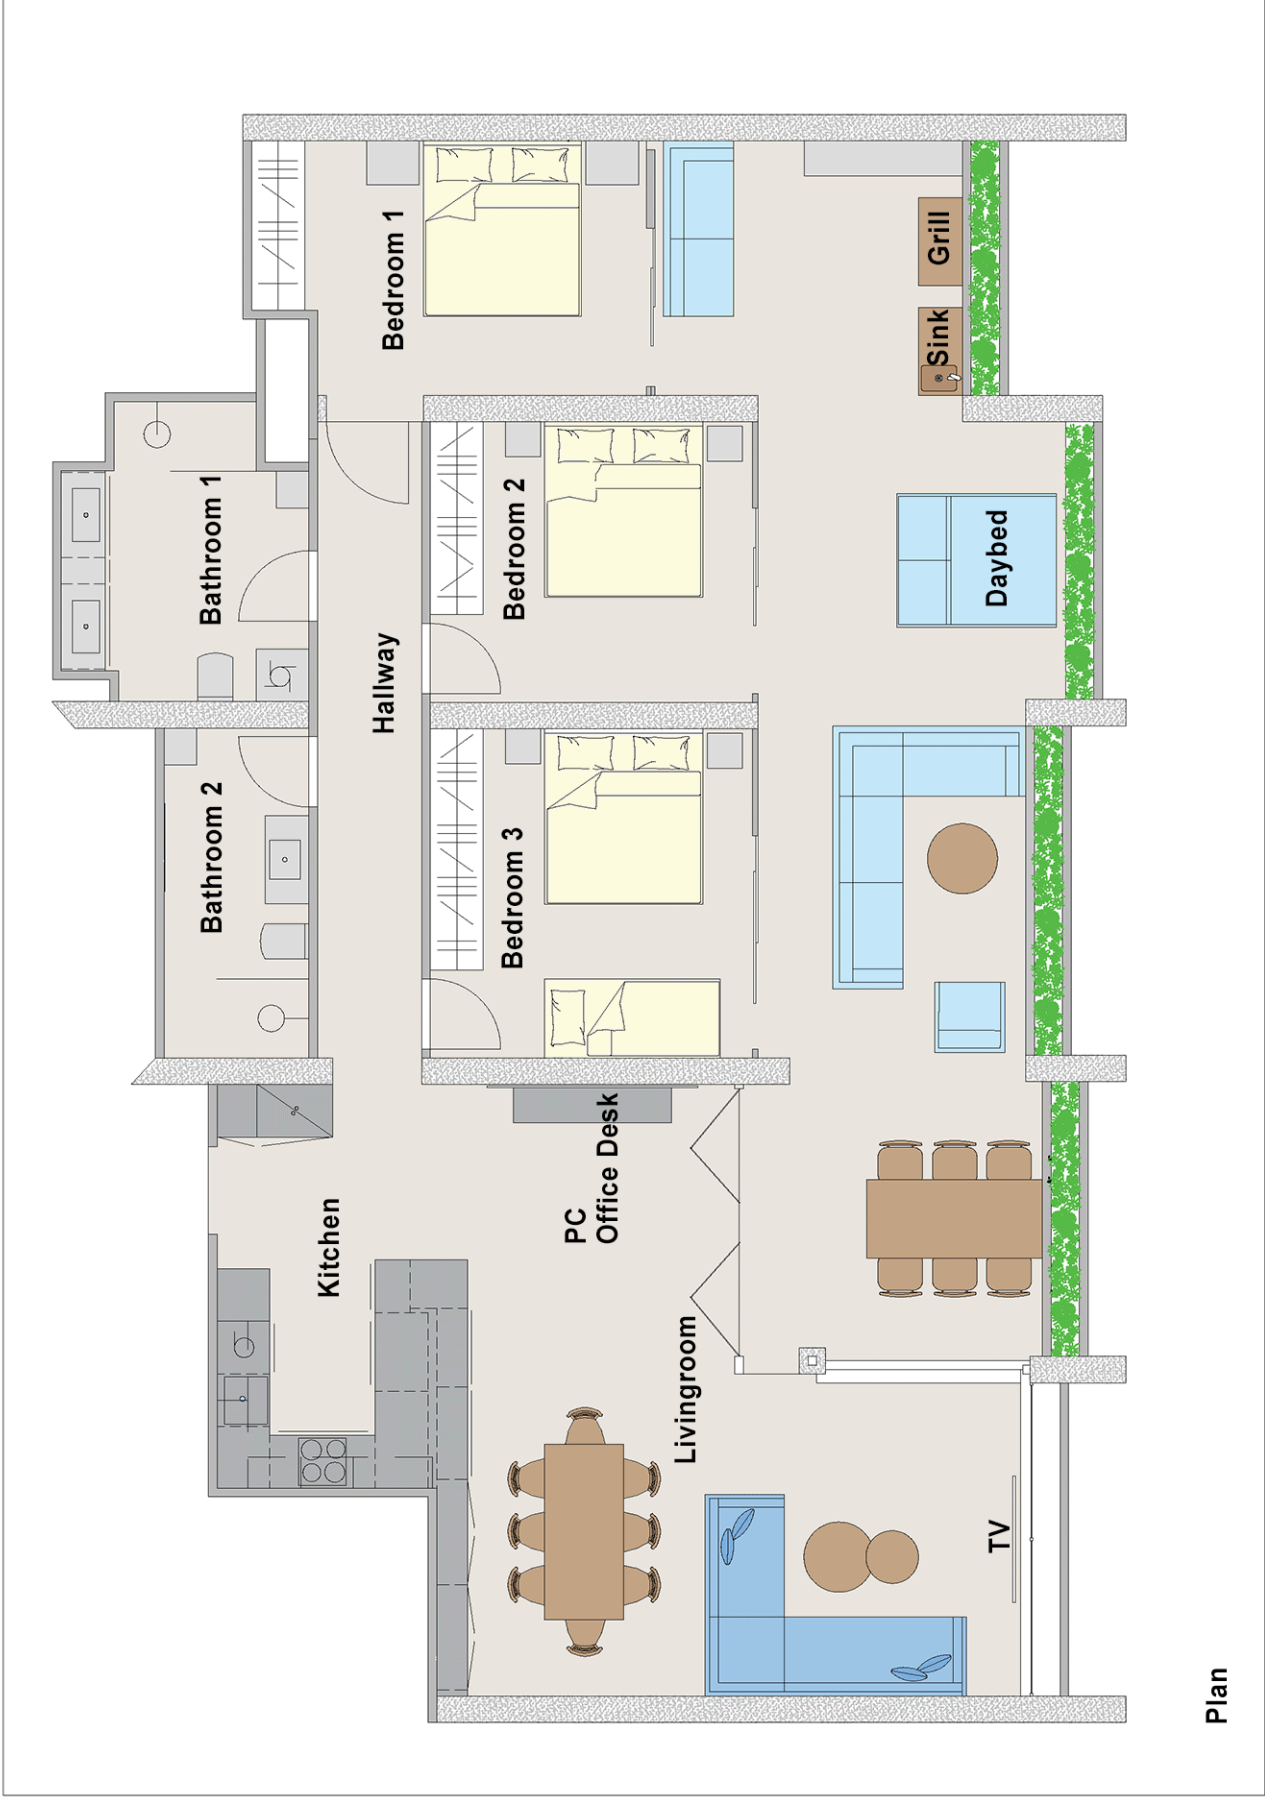 Bathroom 2
Bathroom 1
Kitchen
Hallway
Bedroom 1
Bedroom 3
Bedroom 2
PC
Office Desk
Livingroom
Sink
Grill
TV
Daybed
Plan